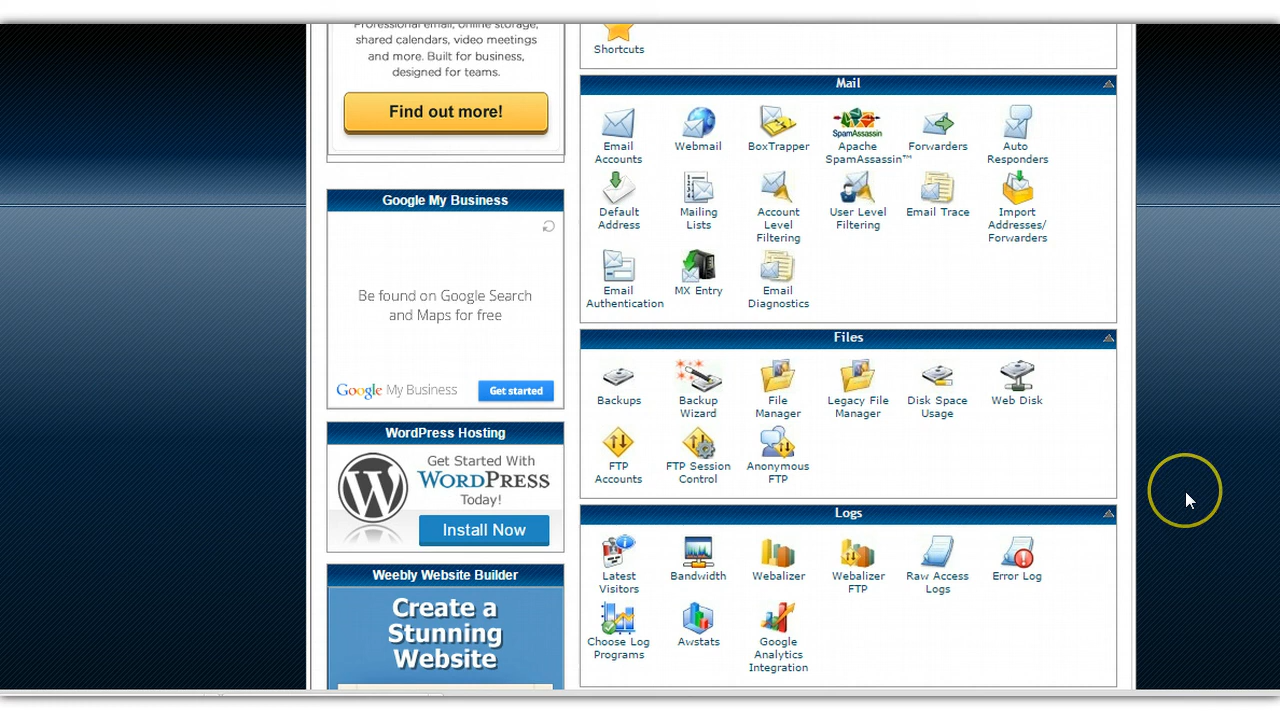 Professional email, online storage,
shared calendars, video meetings
and more. Built for business,
designed for teams.
Find out more!
Google My Business
Be found on Google Search
and Maps for free
Google My Business
Get started
WordPress Hosting
Get Started With
WORDPRESS
Today!
Install Now
Weebly Website Builder
Create a
Stunning
Website
Shortcuts
Mail
Email
Accounts
Webmail
BoxTrapper
SpamAssassin
Apache
SpamAssassin™
Forwarders
Auto
Responders
Default
Address
Mailing
Lists
Account
Level
Filtering
User Level
Filtering
Email Trace
Import
Addresses/
Forwarders
Email
Authentication
MX Entry
Email
Diagnostics
Files
Backups
Backup
Wizard
File
Manager
Legacy File
Manager
Disk Space
Usage
Web Disk
FTP
Accounts
FTP Session
Control
Anonymous
FTP
Logs
Latest
Visitors
Bandwidth
Webalizer
Webalizer
FTP
Raw Access
Logs
Error Log
Choose Log
Programs
Awstats
Google
Analytics
Integration